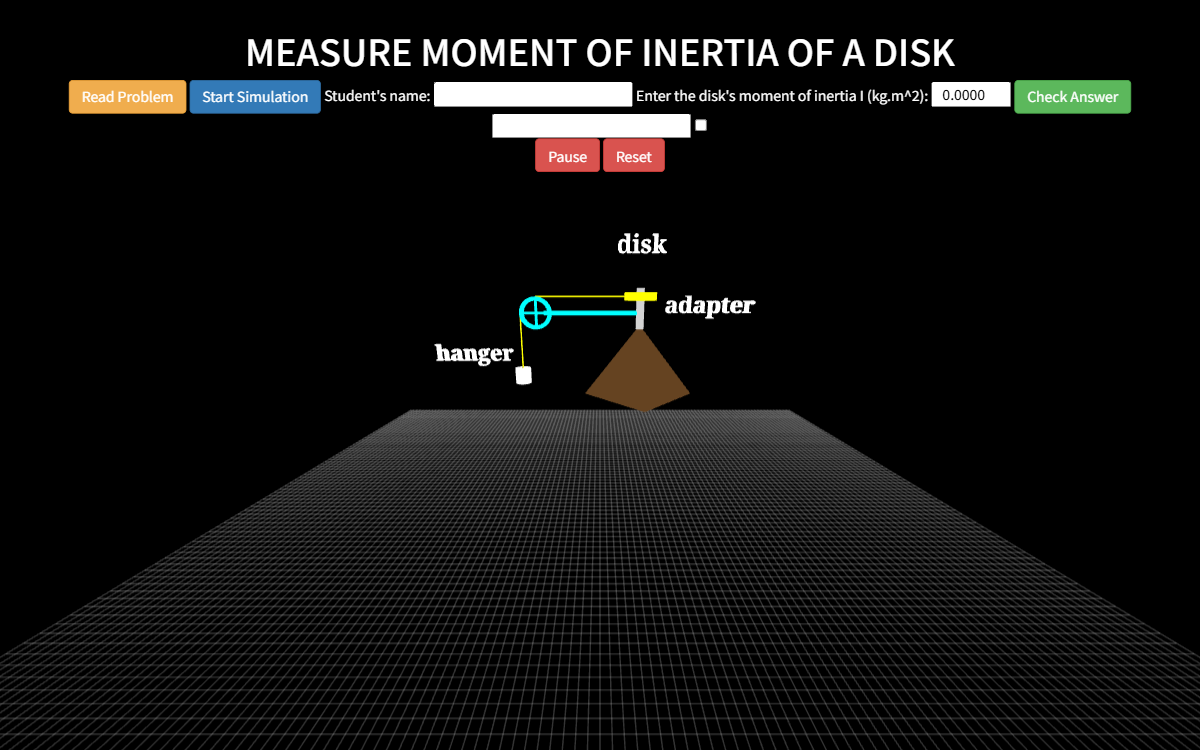 MEASURE MOMENT OF INERTIA OF A DISK
Read Problem Start Simulation Student's name: Enter the disk's moment of inertia I (kg.m^2): 0.0000 Check Answer
Pause Reset
disk
adapter
hanger